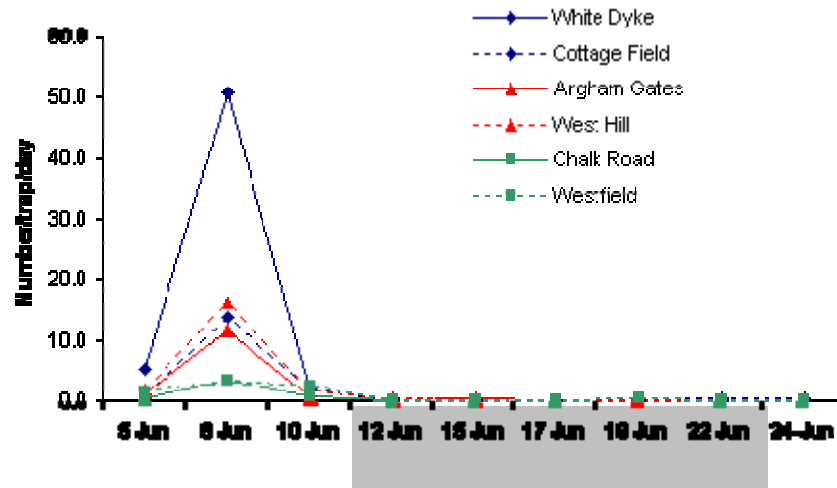 White Dyke
Cottage Field
Argham Gates
West Hill
Chalk Road
Westfield
Number/trap/day
60.0
50.0
40.0
30.0
20.0
10.0
0.0
Jun
8 Jun
10 Jun
12 Jun
15 Jun
17 Jun
19 Jun
22 Jun
24-Jun